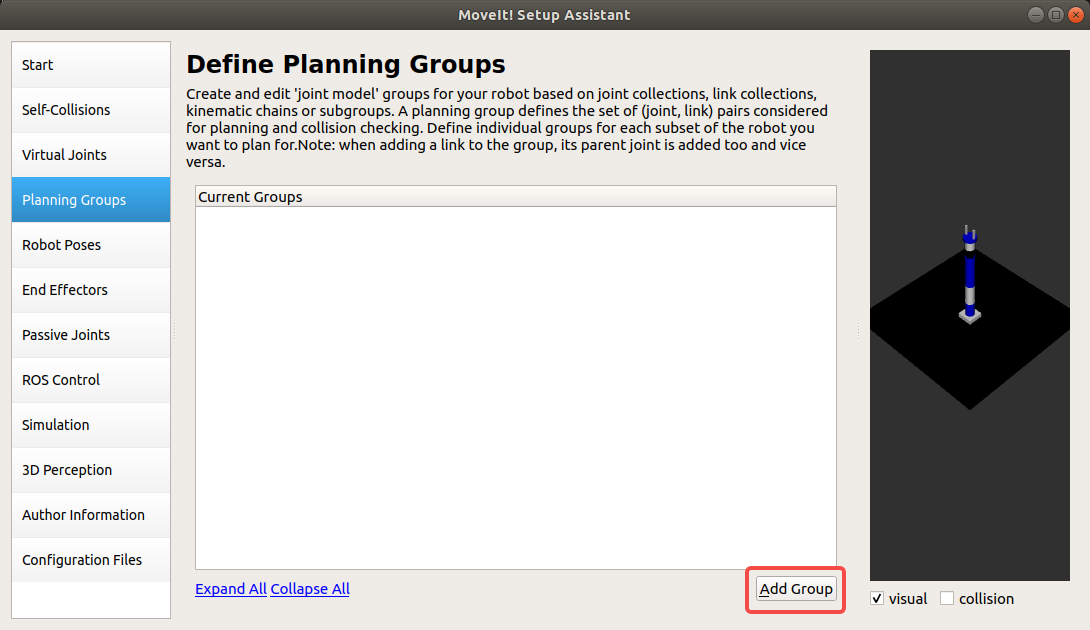 MoveIt! Setup Assistant
Start
Self-Collisions
Virtual Joints
Planning Groups
Robot Poses
End Effectors
Passive Joints
ROS Control
Simulation
3D Perception
Author Information
Configuration Files
Define Planning Groups
Create and edit 'joint model' groups for your robot based on joint collections, link collections,
kinematic chains or subgroups. A planning group defines the set of (joint, link) pairs considered
for planning and collision checking. Define individual groups for each subset of the robot you
want to plan for.Note: when adding a link to the group, its parent joint is added too and vice
versa.
Current Groups
Expand All Collapse All
Add Group
visual collision